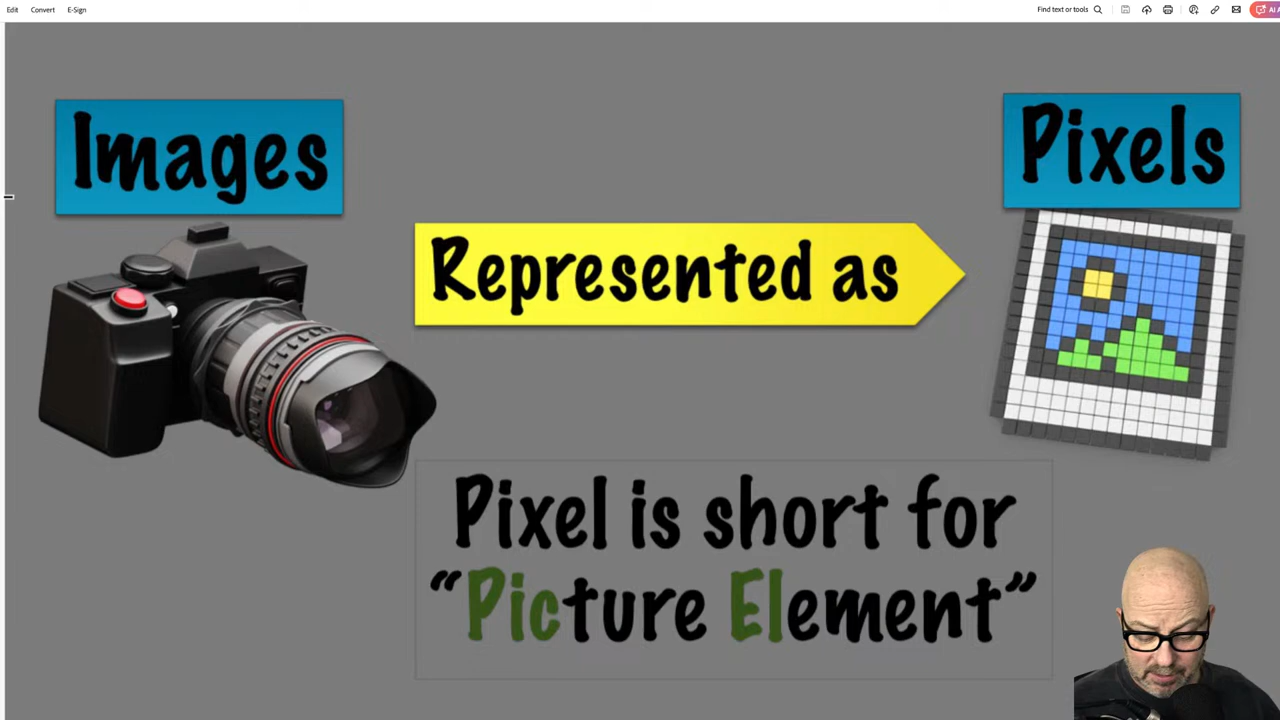 Edit Convert E-Sign Find text or tools
Images
Pixels
Represented as
Pixel is short for
“Picture Element”